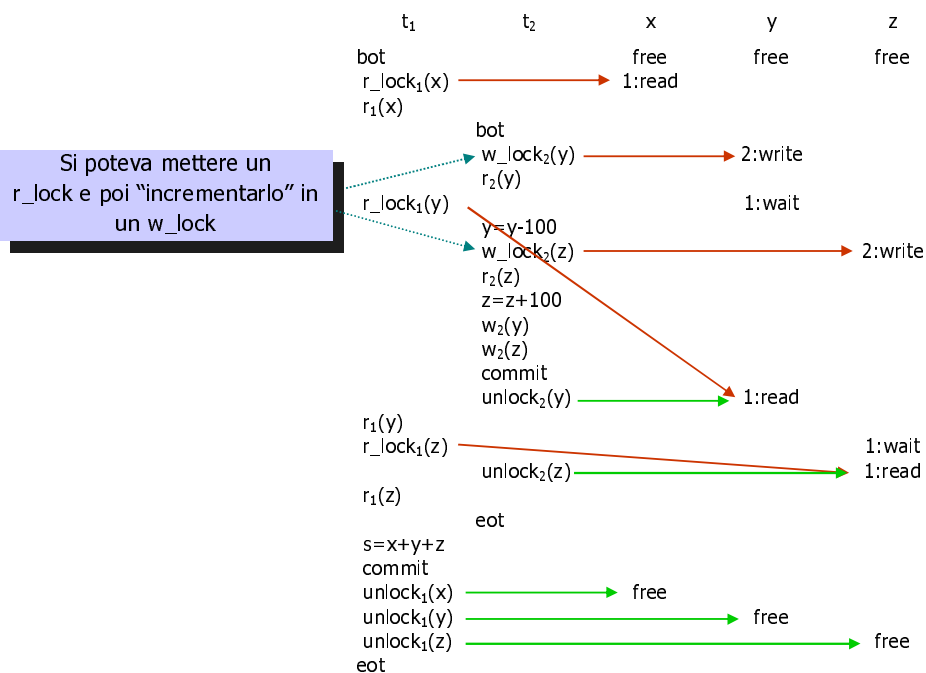 t₁ t₂ x y z
bot free free free
r_lock₁(x) 1:read
r₁(x)
bot
Si poteva mettere un
r_lock e poi “incrementarlo” in
un w_lock
w_lock₂(y) 2:write
r₂(y)
r_lock₁(y) 1:wait
y=y-100
w_lock₂(z) 2:write
r₂(z)
z=z+100
w₂(y)
w₂(z)
commit
unlock₂(y) 1:read
r₁(y)
r_lock₁(z) 1:wait
unlock₂(z) 1:read
r₁(z)
eot
s=x+y+z
commit
unlock₁(x) free
unlock₁(y) free
unlock₁(z) free
eot